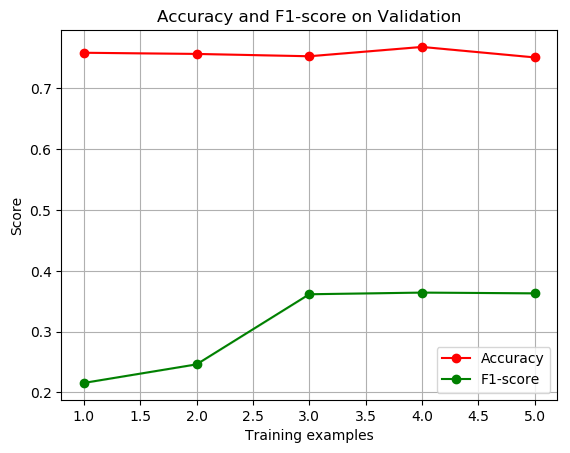 Accuracy and F1-score on Validation
Score
0.7
0.6
0.5
0.4
0.3
0.2
Accuracy
F1-score
1.0 1.5 2.0 2.5 3.0 3.5 4.0 4.5 5.0
Training examples